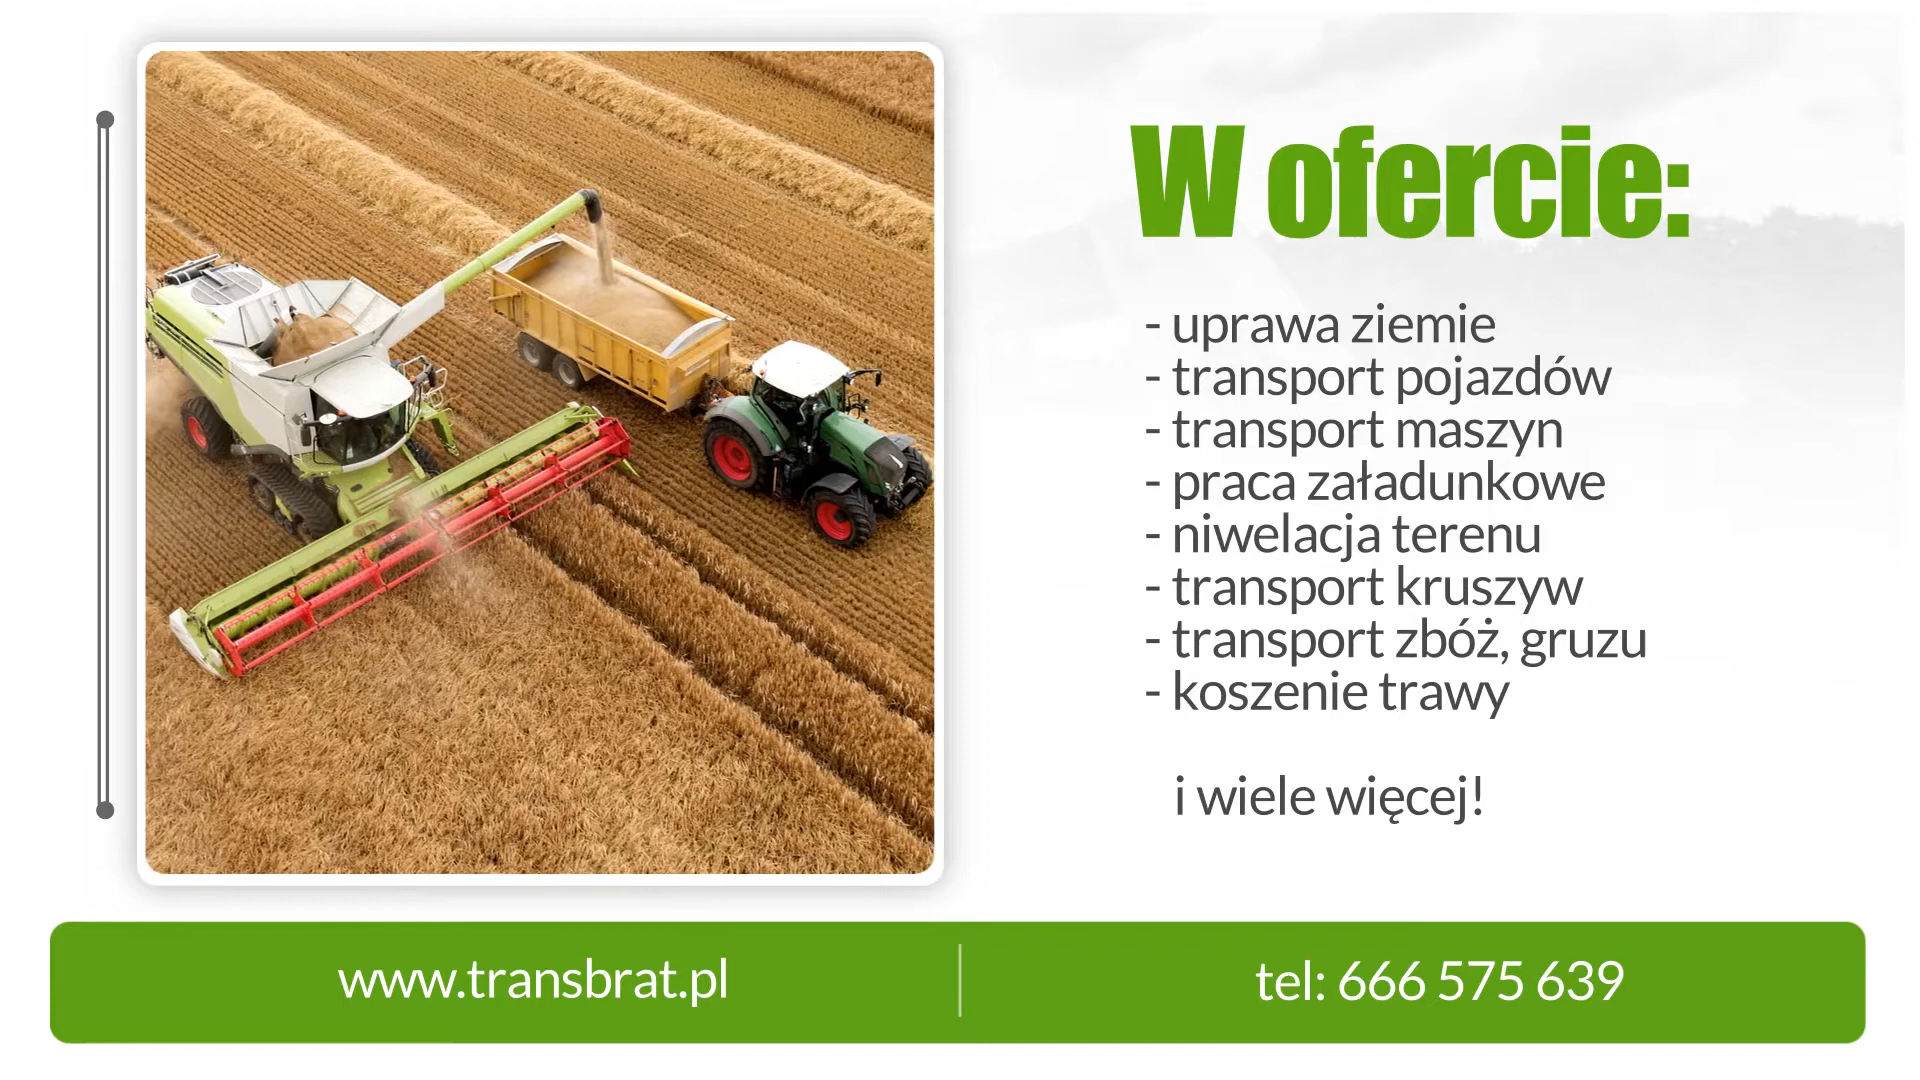 W ofercie:
- uprawa ziemie
- transport pojazdów
- transport maszyn
- praca załadunkowe
- niwelacja terenu
- transport kruszyw
- transport zbóż, gruzu
- koszenie trawy
i wiele więcej!
www.transbrat.pl
tel: 666 575 639